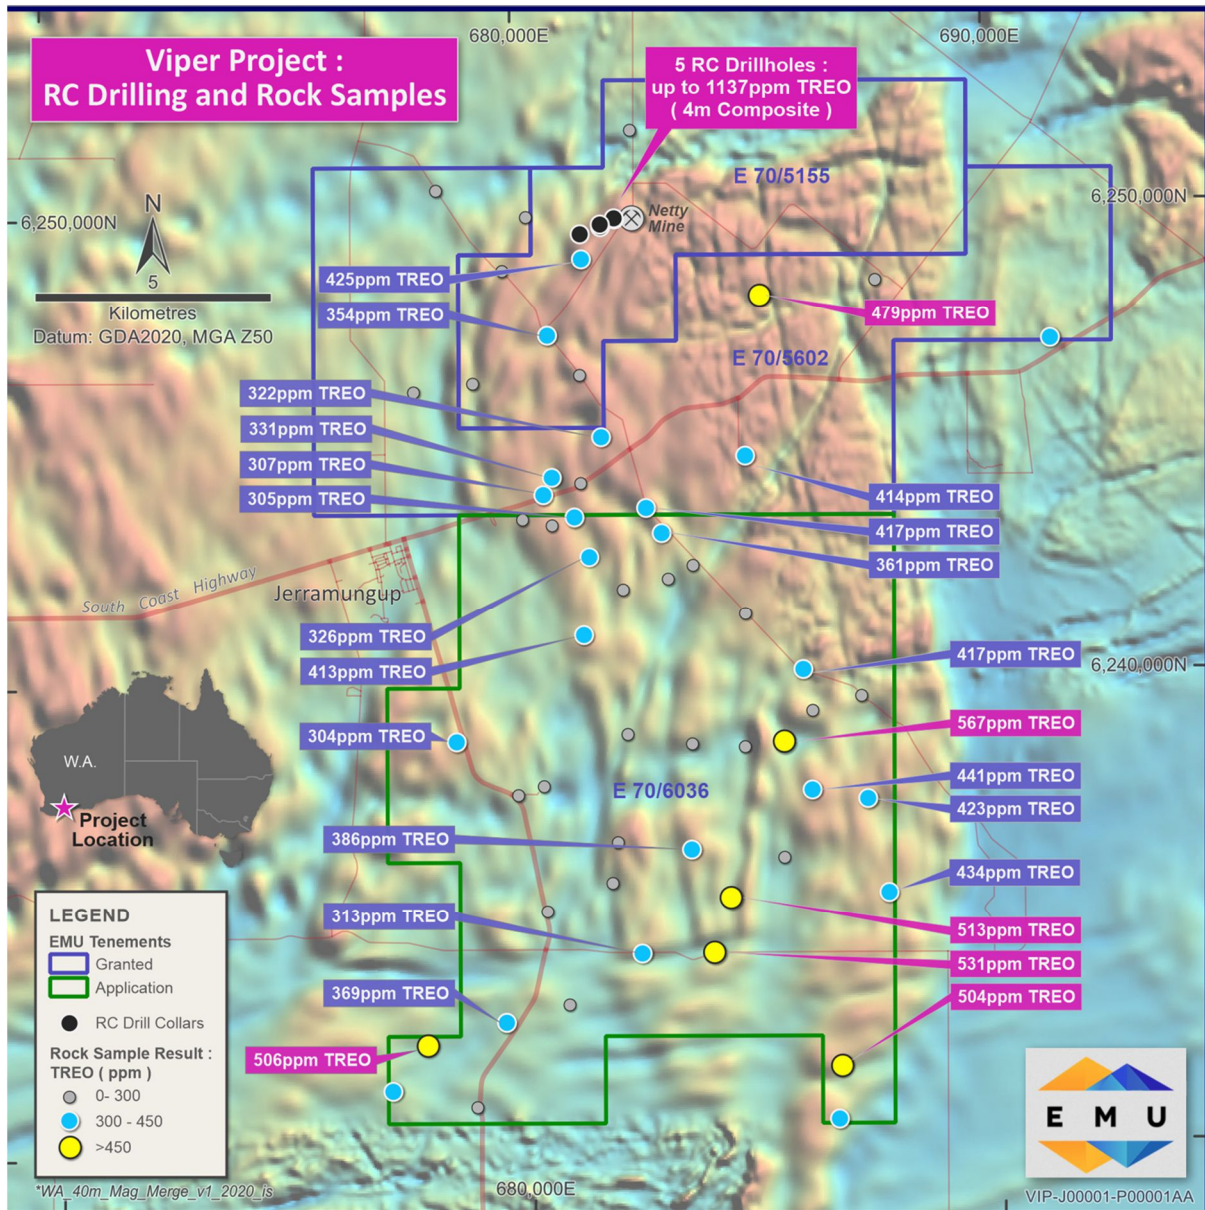 680,000E
690,000E
Viper Project :
RC Drilling and Rock Samples
5 RC Drillholes :
up to 1137ppm TREO
( 4m Composite )
E 70/5155
6,250,000N
6,250,000N
N
Netty
Mine
5
Kilometres
Datum: GDA2020, MGA Z50
425ppm TREO
354ppm TREO
479ppm TREO
E 70/5602
322ppm TREO
331ppm TREO
307ppm TREO
305ppm TREO
414ppm TREO
417ppm TREO
361ppm TREO
South Coast Highway
Jerramungup
326ppm TREO
413ppm TREO
417ppm TREO
6,240,000N
304ppm TREO
567ppm TREO
W.A.
Project
Location
E 70/6036
441ppm TREO
423ppm TREO
386ppm TREO
434ppm TREO
313ppm TREO
513ppm TREO
531ppm TREO
504ppm TREO
369ppm TREO
506ppm TREO
LEGEND
EMU Tenements
Granted
Application
RC Drill Collars
Rock Sample Result :
TREO ( ppm )
0- 300
300 - 450
>450
*WA_40m_Mag_Merge_v1_2020_is
680,000E
E M U
VIP-J00001-P00001AA